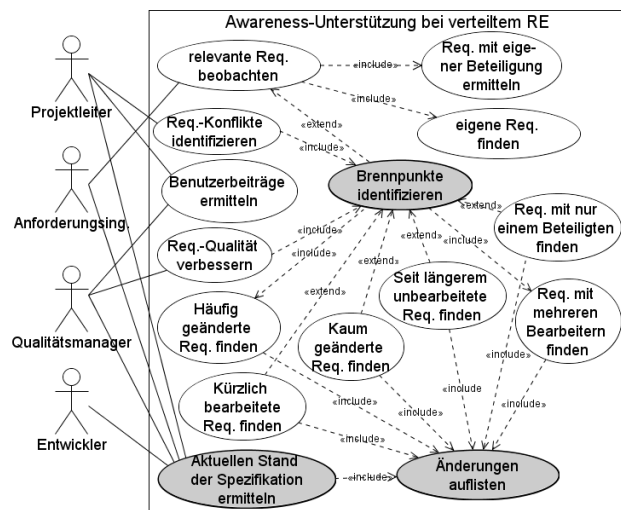 Awareness-Unterstützung bei verteiltem RE
Projektleiter
Anforderungsing.
Qualitätsmanager
Entwickler
relevante Req.
beobachten
«include»
Req. mit eige-
ner Beteiligung
ermitteln
«include»
eigene Req.
finden
Req.-Konflikte
identifizieren
«extend»
«include»
Brennpunkte
identifizieren
Benutzerbeiträge
ermitteln
«extend»
Req. mit nur
einem Beteiligten
finden
Req.-Qualität
verbessern
«include»
«include»
«extend»
«include»
Häufig
geänderte
Req. finden
«extend»
«extend»
Kaum
geänderte
Req. finden
Seit längerem
unbearbeitete
Req. finden
Req. mit
mehreren
Bearbeitern
finden
Kürzlich
bearbeitete
Req. finden
«include»
«include»
«include
«include»
«include»
«include»
Aktuellen Stand
der Spezifikation
ermitteln
«include»
Änderungen
auflisten